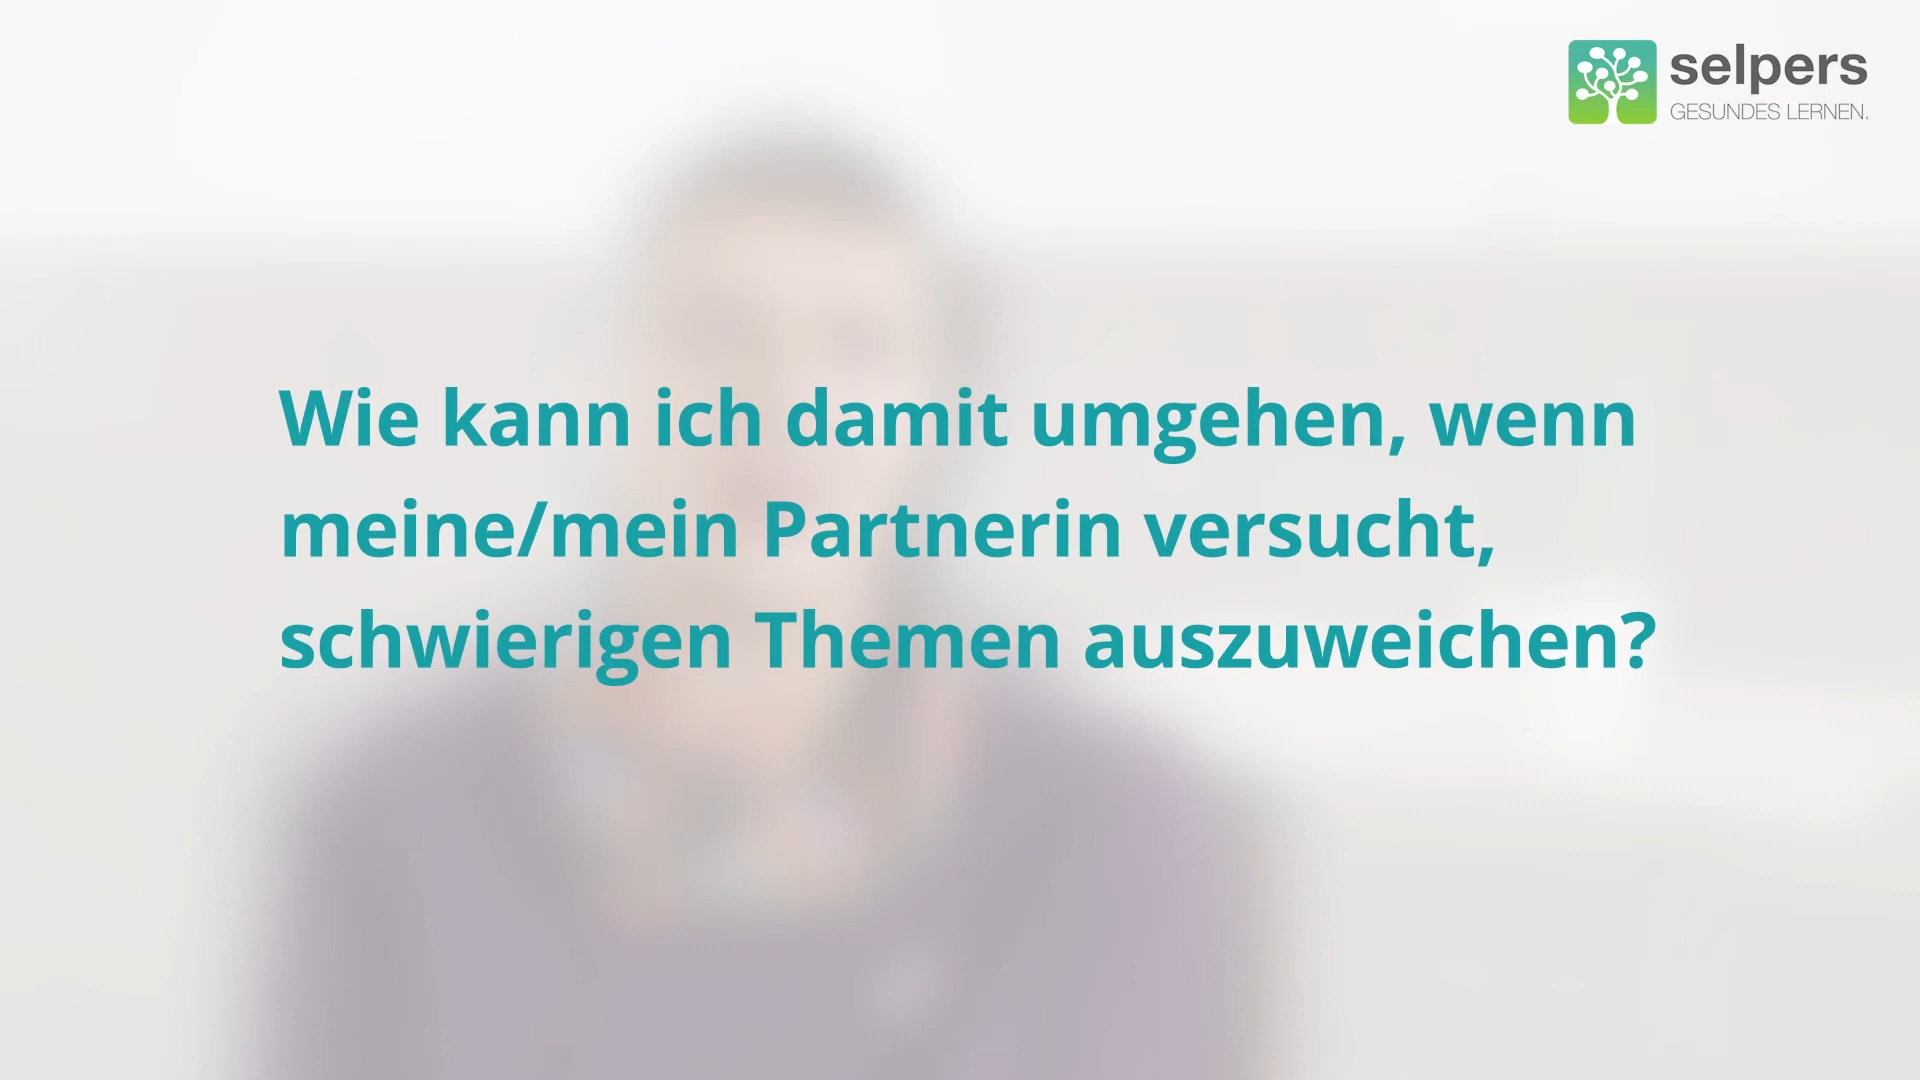 selpers
GESUNDES LERNEN.
Wie kann ich damit umgehen, wenn
meine/mein Partnerin versucht,
schwierigen Themen auszuweichen?